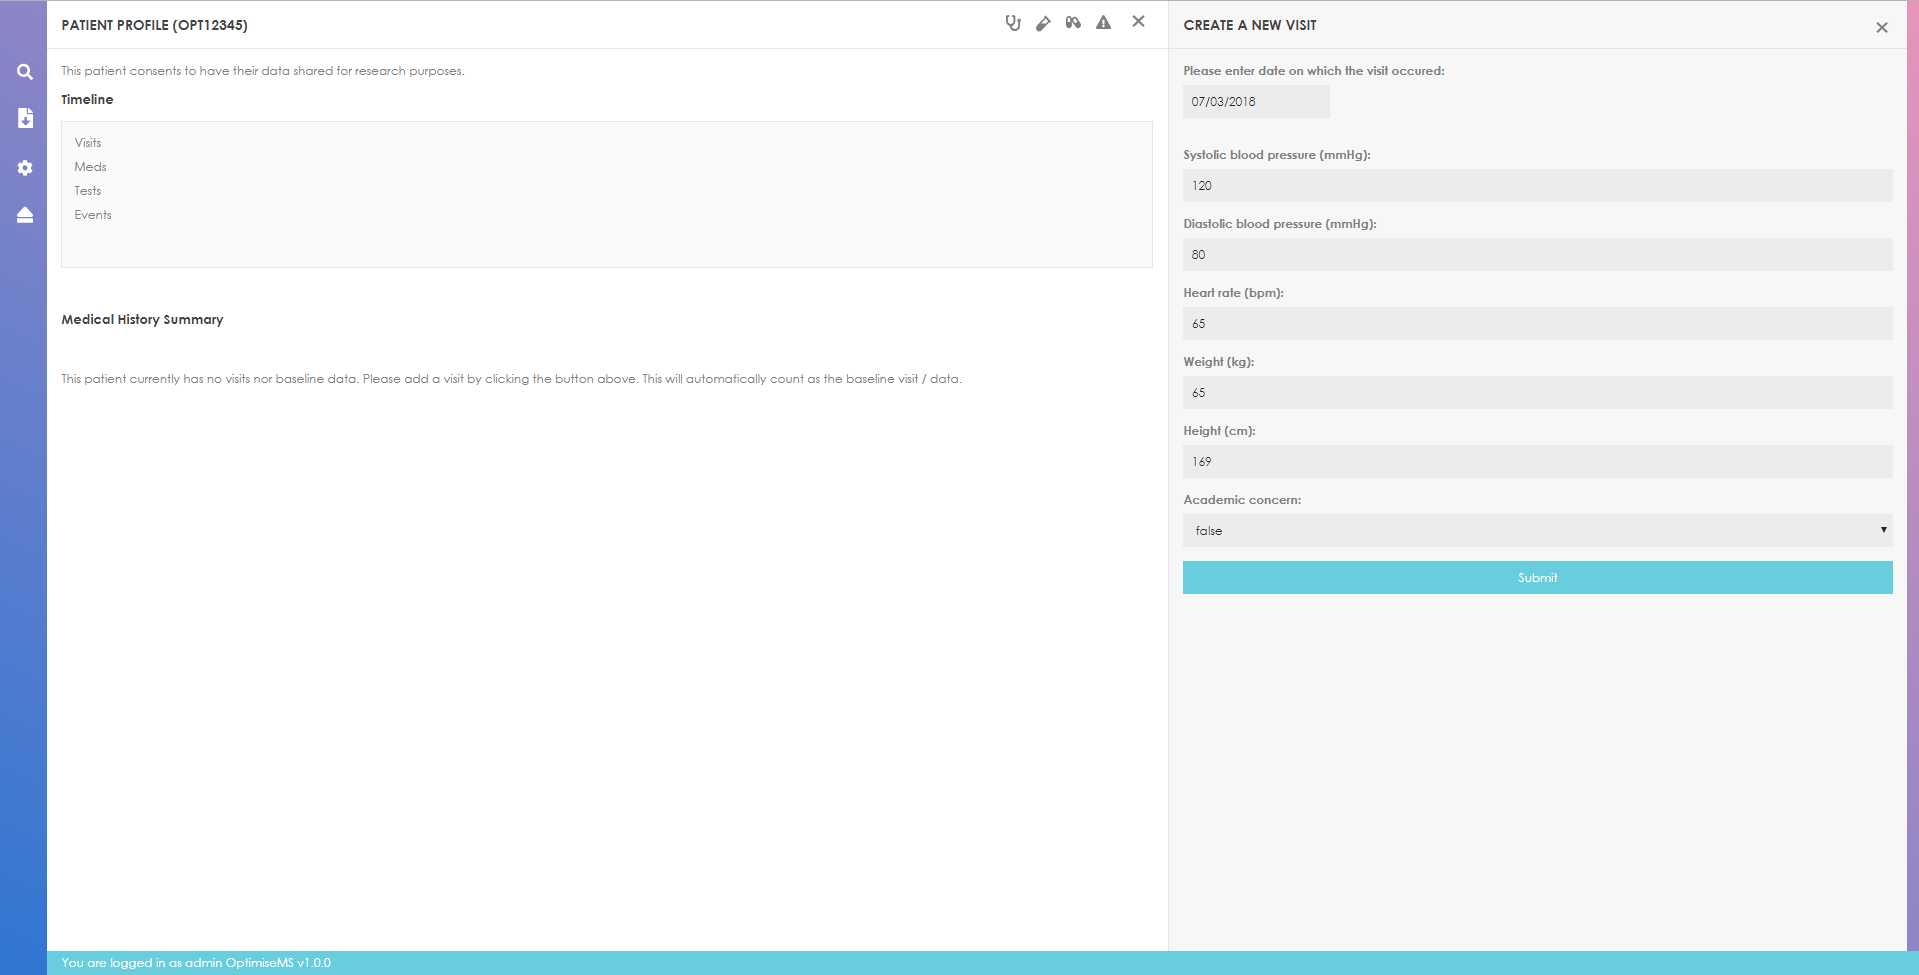 PATIENT PROFILE (OPT12345)
This patient consents to have their data shared for research purposes.
Timeline
Visits
Meds
Tests
Events
Medical History Summary
This patient currently has no visits nor baseline data. Please add a visit by clicking the button above. This will automatically count as the baseline visit / data.
CREATE A NEW VISIT
Please enter date on which the visit occured:
07/03/2018
Systolic blood pressure (mmHg):
120
Diastolic blood pressure (mmHg):
80
Heart rate (bpm):
65
Weight (kg):
65
Height (cm):
169
Academic concern:
false
Submit
You are logged in as admin OptimiseMS v1.0.0